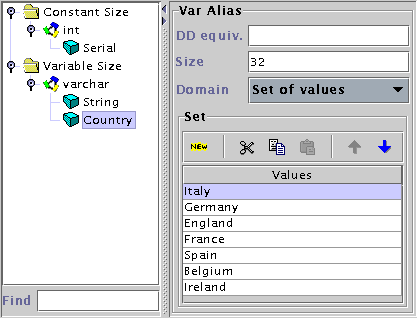 Constant Size
int
Serial
Variable Size
varchar
String
Country
Find
Var Alias
DD equiv.
Size 32
Domain Set of values
Set
NEW
Values
Italy
Germany
England
France
Spain
Belgium
Ireland